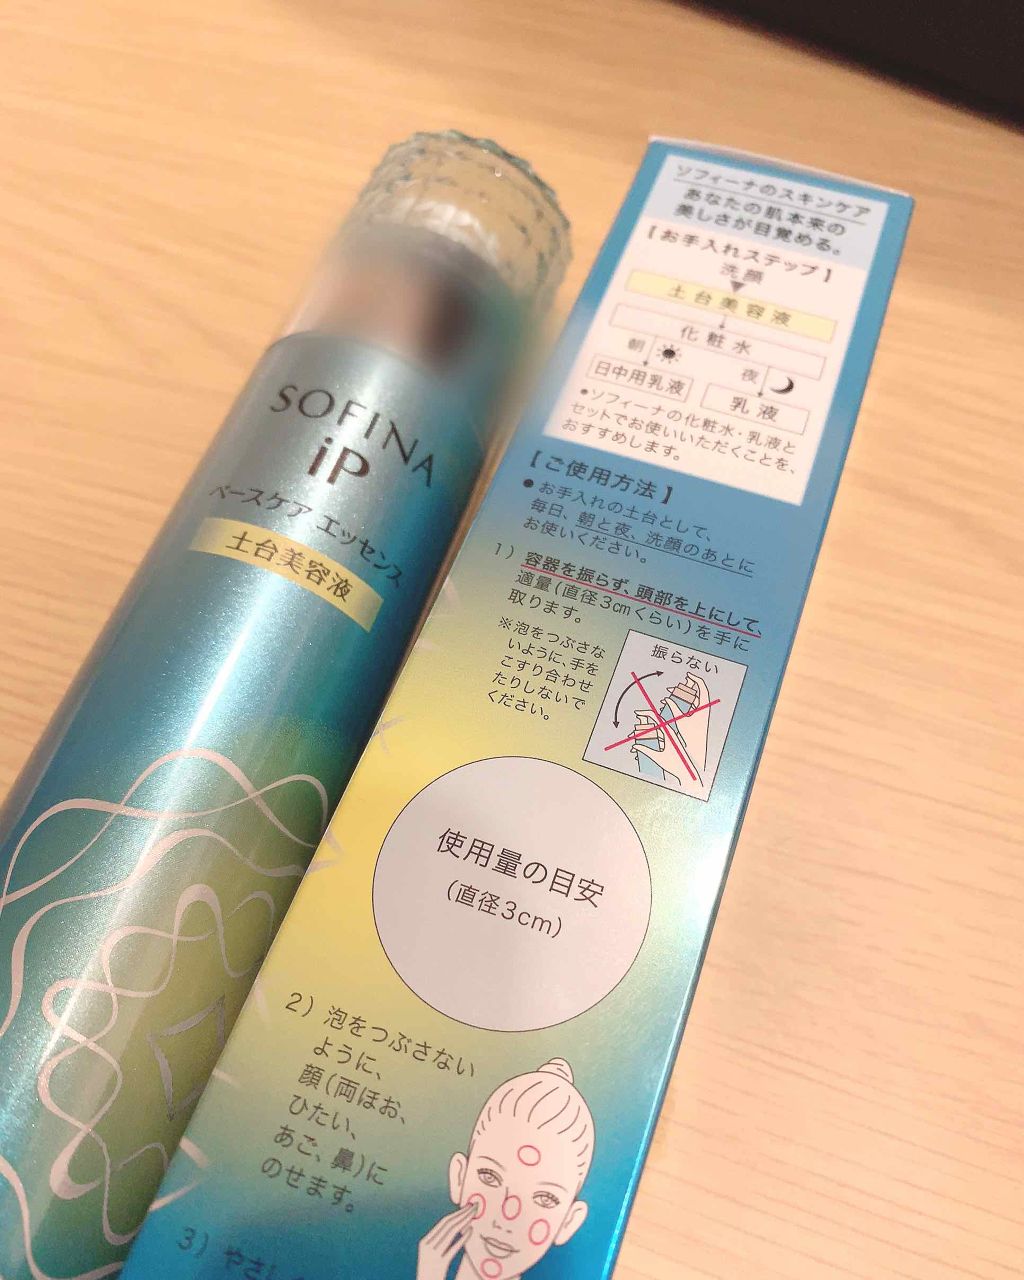 SOFINA
iP
ベースケア エッセンス
土台美容液
ソフィーナのスキンケア
あなたの肌本来の
美しさが目覚める。
【お手入れステップ】
洗顔
土台美容液
化粧水
朝
夜
日中用乳液
乳液
●ソフィーナの化粧水・乳液と
セットでお使いいただくことを、
おすすめします。
【ご使用方法】
●お手入れの土台として、
毎日、朝と夜、洗顔のあとに
お使いください。
1）容器を振らず、頭部を上にして、
適量(直径3cmくらい)を手に
取ります。
※泡をつぶさな
いように、手を
こすり合わせ
たりしないで
ください。
振らない
使用量の目安
(直径3cm)
2）泡をつぶさない
ように、
顔(両ほお、
ひたい、
あご、鼻)に
のせます。
3）やさし